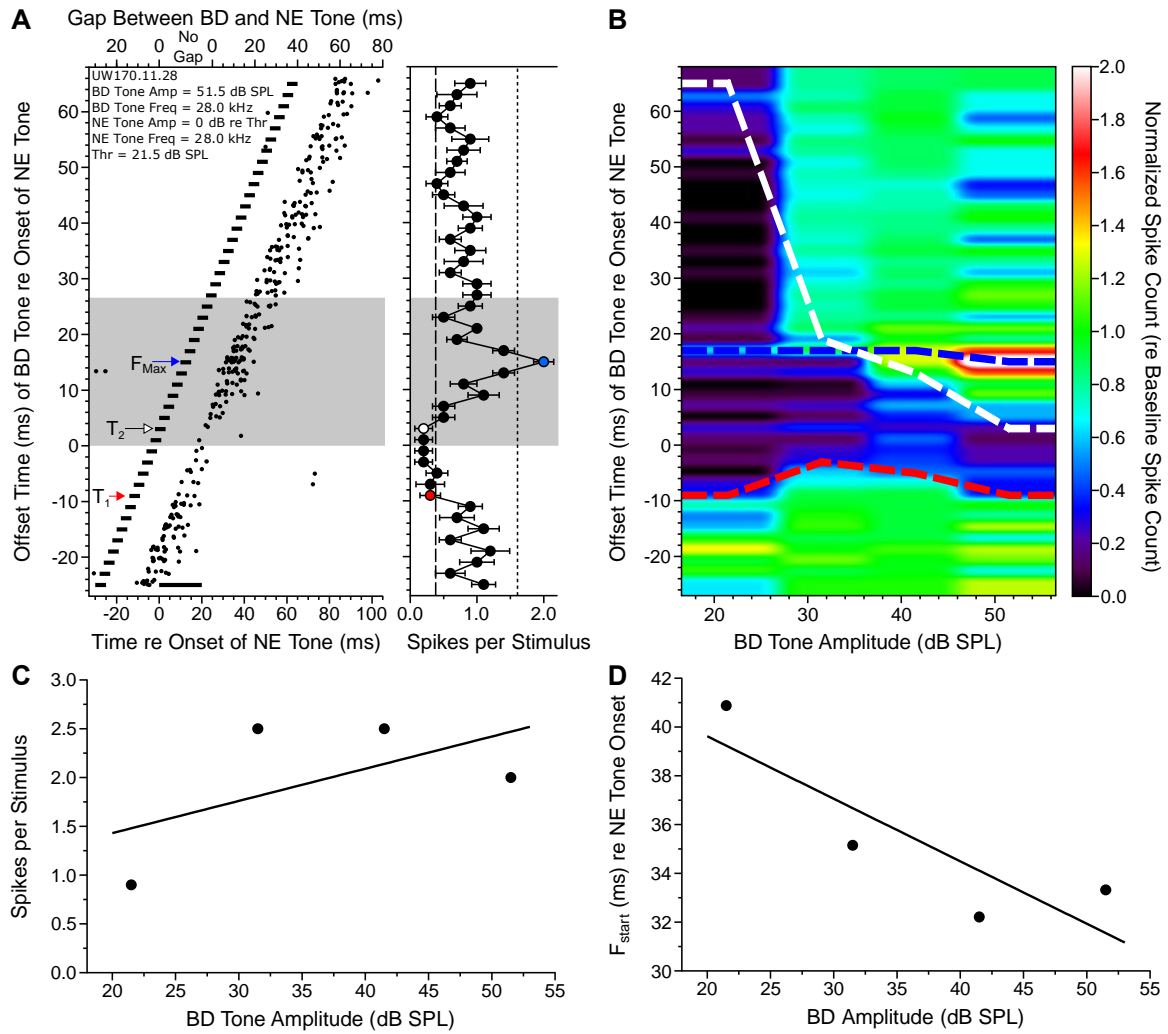 A
Gap Between BD and NE Tone (ms)
20 0 No Gap 0 20 40 60 80
UW170.11.28
BD Tone Amp = 51.5 dB SPL
BD Tone Freq = 28.0 kHz
NE Tone Amp = 0 dB re Thr
NE Tone Freq = 28.0 kHz
Thr = 21.5 dB SPL
Offset Time (ms) of BD Tone re Onset of NE Tone
60
50
40
30
20
10
0
-10
-20
FMax
T2
T1
-20 0 20 40 60 80 100
Time re Onset of NE Tone (ms)
0.0 1.0 2.0
Spikes per Stimulus
B
Offset Time (ms) of BD Tone re Onset of NE Tone
60
50
40
30
20
10
0
-10
-20
20 30 40 50
BD Tone Amplitude (dB SPL)
2.0
1.8
1.6
1.4
1.2
1.0
0.8
0.6
0.4
0.2
0.0
Normalized Spike Count (re Baseline Spike Count)
C
Spikes per Stimulus
3.0
2.5
2.0
1.5
1.0
0.5
0.0
20 25 30 35 40 45 50 55
BD Tone Amplitude (dB SPL)
D
Fstart (ms) re NE Tone Onset
42
40
38
36
34
32
30
20 25 30 35 40 45 50 55
BD Tone Amplitude (dB SPL)